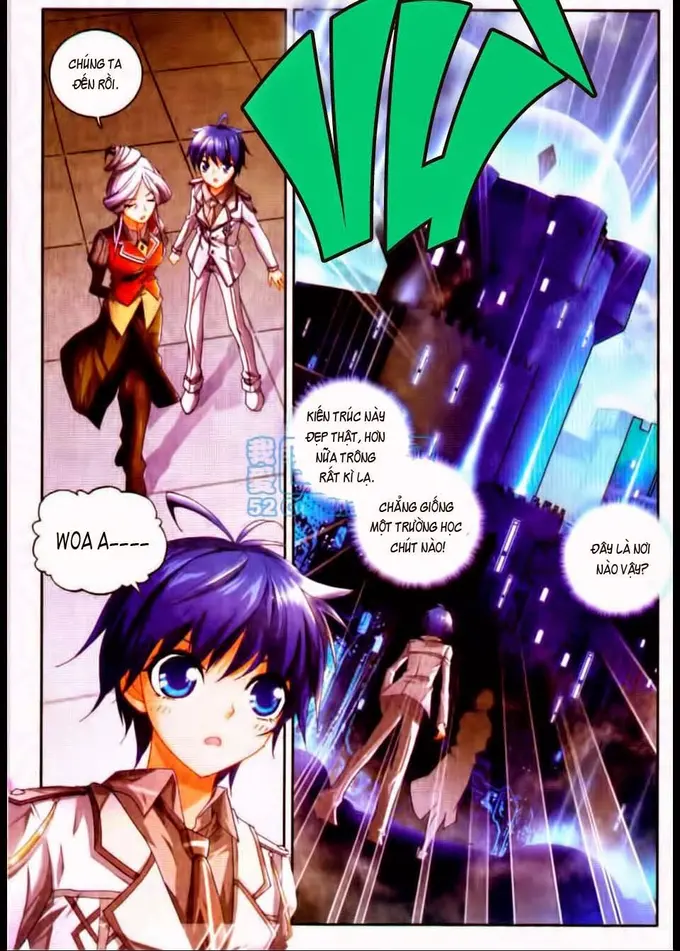 CHÚNG TA
ĐẾN RỒI.
VÙ
WOA A----
KIẾN TRÚC NÀY
ĐẸP THẬT, HƠN
NỮA TRÔNG
RẤT KÌ LẠ.
CHẲNG GIỐNG
MỘT TRƯỜNG HỌC
CHÚT NÀO!
ĐÂY LÀ NƠI
NÀO VẬY?
52